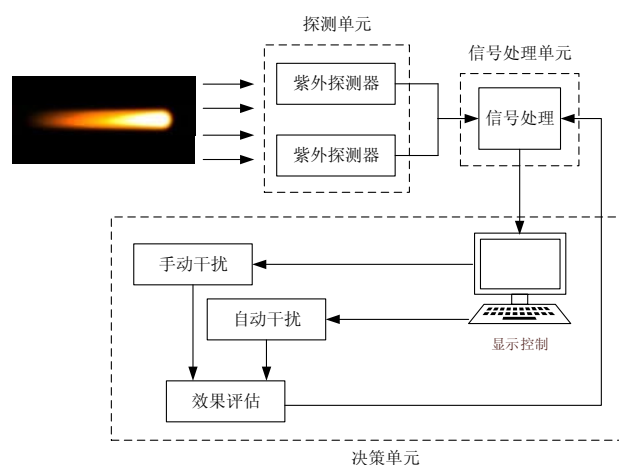 探测单元
信号处理单元
紫外探测器
信号处理
紫外探测器
手动干扰
自动干扰
显示控制
效果评估
决策单元